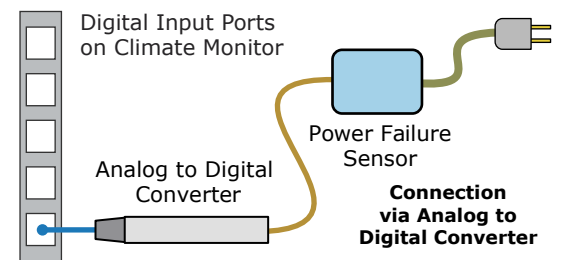 Digital Input Ports
on Climate Monitor
Power Failure
Sensor
Analog to Digital
Converter
Connection
via Analog to
Digital Converter